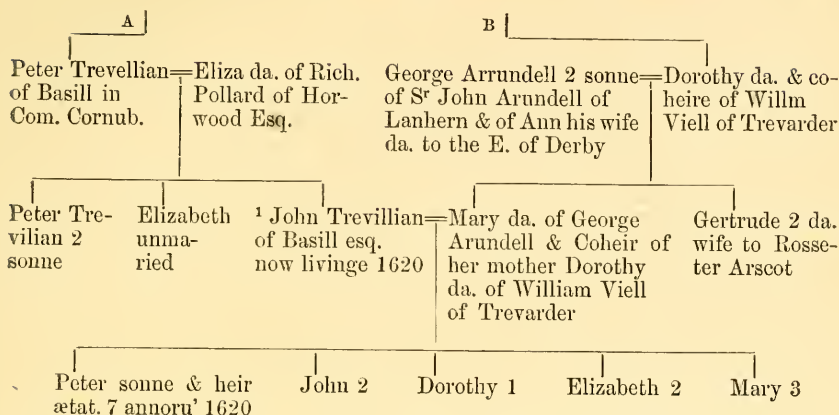 A
B
Peter Trevellian=Eliza da. of Rich.
of Basill in
Com. Cornub.
Pollard of Hor-
wood Esq.
George Arrundell 2 sonne=Dorothy da. & co-
of Sʳ John Arundell of
Lanhern & of Ann his wife
da. to the E. of Derby
heire of Willm
Viell of Trevarder
Peter Tre-
vilian 2
sonne
Elizabeth
unma-
ried
¹ John Trevillian=Mary da. of George
of Basill esq.
now livinge 1620
Arundell & Coheir of
her mother Dorothy
da. of William Viell
of Trevarder
Gertrude 2 da.
wife to Rosse-
ter Arscot
Peter sonne & heir
ætat. 7 annoru' 1620
John 2
Dorothy 1
Elizabeth 2
Mary 3